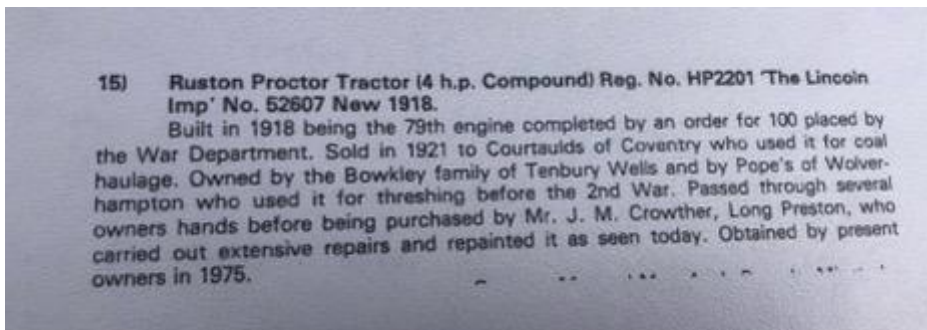 15) Ruston Proctor Tractor (4 h.p. Compound) Reg. No. HP2201 'The Lincoln
Imp' No. 52607 New 1918.
Built in 1918 being the 79th engine completed by an order for 100 placed by
the War Department. Sold in 1921 to Courtaulds of Coventry who used it for coal
haulage. Owned by the Bowkley family of Tenbury Wells and by Pope's of Wolver-
hampton who used it for threshing before the 2nd War. Passed through several
owners hands before being purchased by Mr. J. M. Crowther, Long Preston, who
carried out extensive repairs and repainted it as seen today. Obtained by present
owners in 1975.